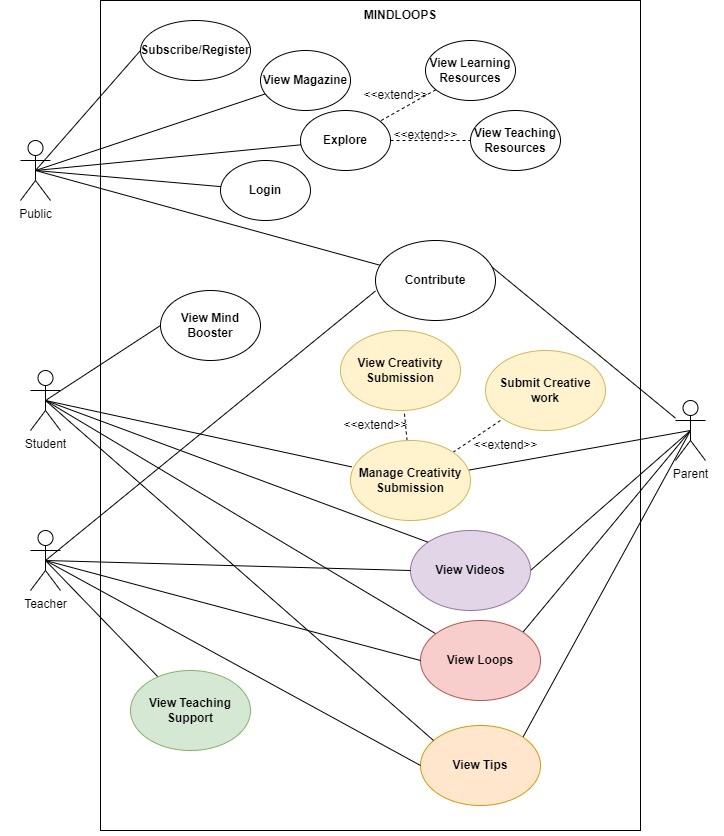 MINDLOOPS
Subscribe/Register
View Magazine
View Learning
Resources
<<extend>>
Explore
<<extend>>
View Teaching
Resources
Login
Public
Contribute
View Mind
Booster
View Creativity
Submission
Submit Creative
work
<<extend>>
<<extend>>
Student
Manage Creativity
Submission
Parent
View Videos
Teacher
View Loops
View Teaching
Support
View Tips